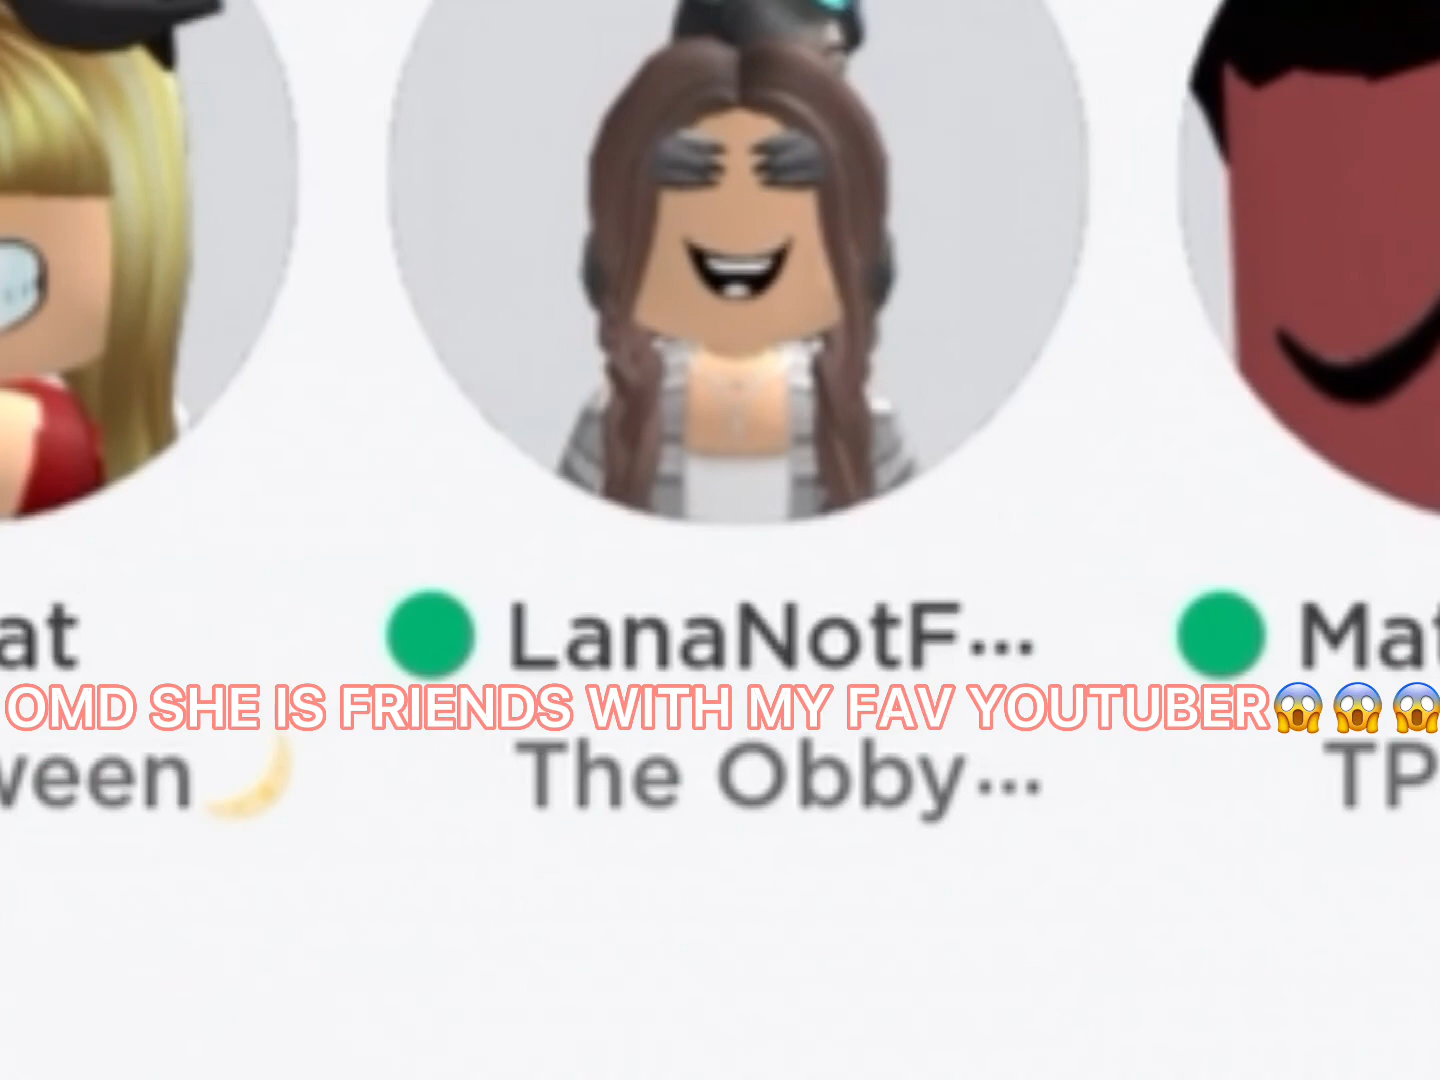 at
LanaNotF...
Mat
OMD SHE IS FRIENDS WITH MY FAV YOUTUBER😱😱😱
ween🌙
The Obby...
TP